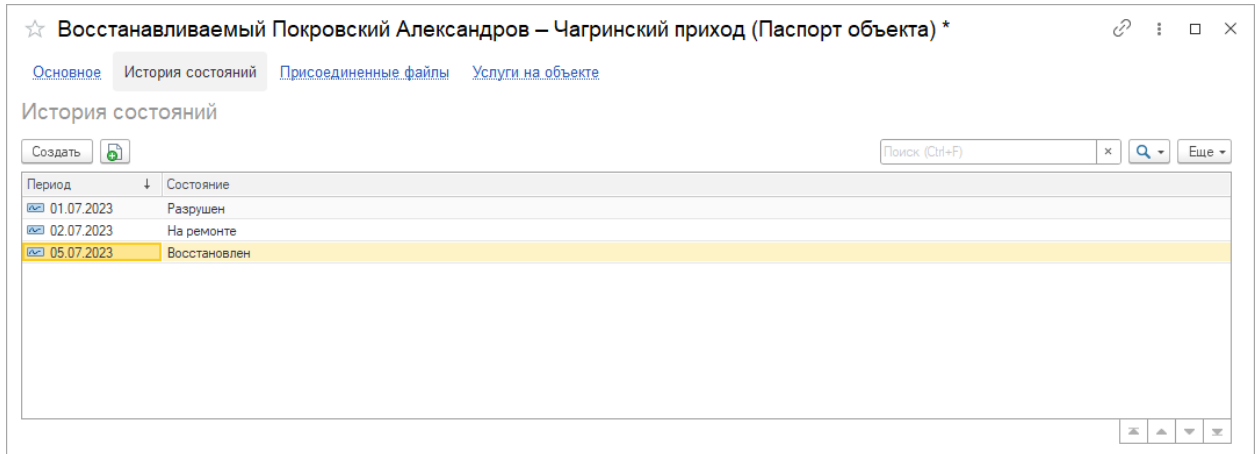 Восстанавливаемый Покровский Александров – Чагринский приход (Паспорт объекта) *
Основное История состояний Присоединенные файлы Услуги на объекте
История состояний
Создать Поиск (Ctrl+F) × Еще
Период ↓ Состояние
01.07.2023 Разрушен
02.07.2023 На ремонте
05.07.2023 Восстановлен